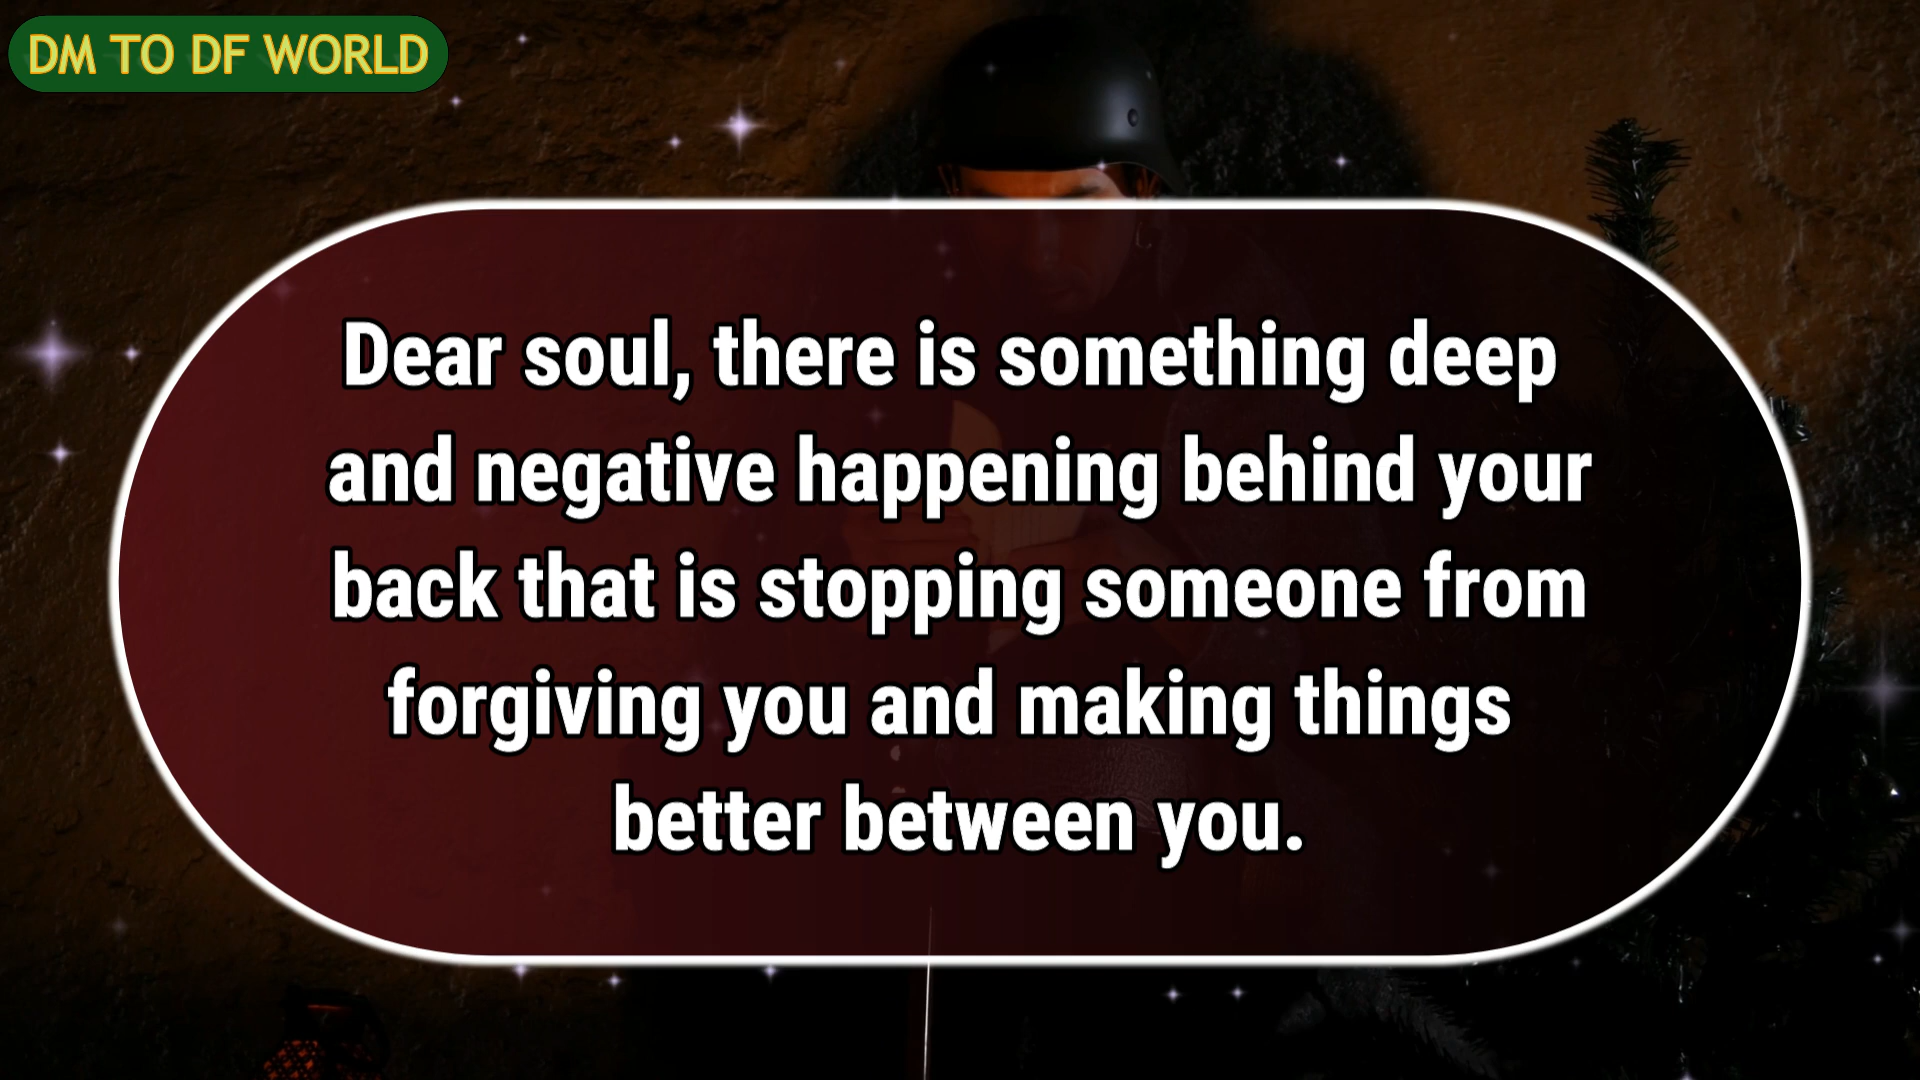 DM TO DF WORLD
Dear soul, there is something deep
and negative happening behind your
back that is stopping someone from
forgiving you and making things
better between you.